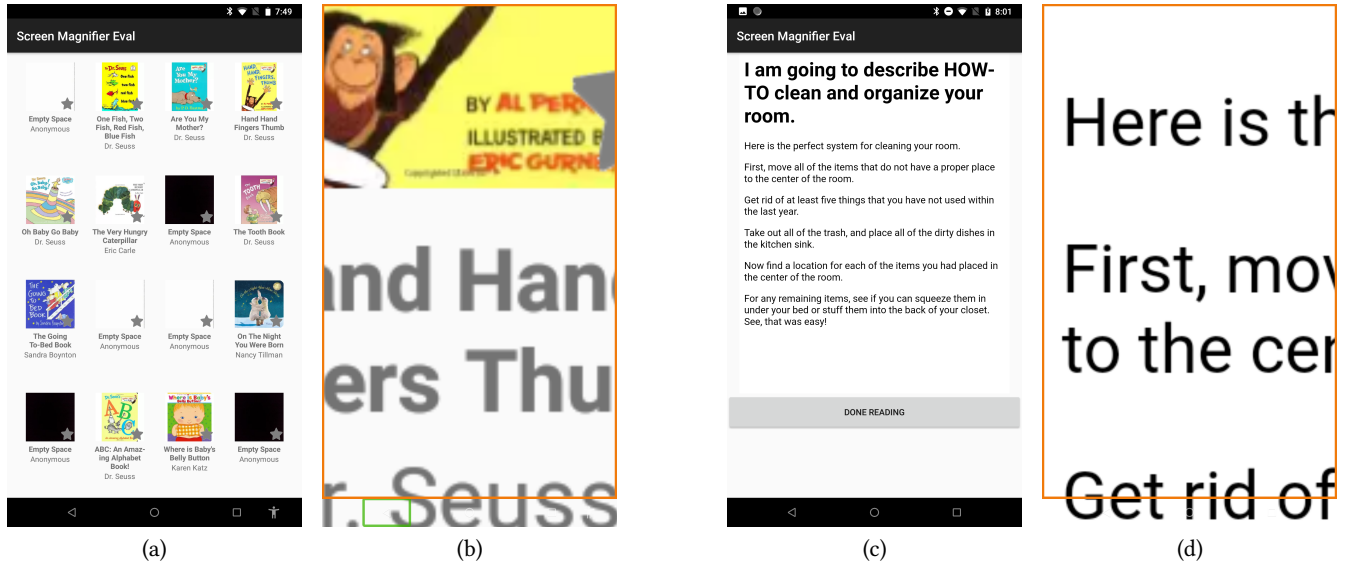 7:49
Screen Magnifier Eval
Empty Space
Anonymous
One Fish, Two
Fish, Red Fish,
Blue Fish
Dr. Seuss
Are You My
Mother?
Dr. Seuss
Hand Hand
Fingers Thumb
Dr. Seuss
Oh Baby Go Baby
Dr. Seuss
The Very Hungry
Caterpillar
Eric Carle
Empty Space
Anonymous
The Tooth Book
Dr. Seuss
The Going
To-Bed Book
Sandra Boynton
Empty Space
Anonymous
Empty Space
Anonymous
On The Night
You Were Born
Nancy Tillman
Empty Space
Anonymous
ABC: An Amaz-
ing Alphabet
Book!
Dr. Seuss
Where is Baby's
Belly Button
Karen Katz
Empty Space
Anonymous
(a)
BY AL PER
ILLUSTRATED B
ERIC GURN
Copyrighted
and Hand
ers Thu
r. Seuss
(b)
8:01
Screen Magnifier Eval
I am going to describe HOW-
TO clean and organize your
room.
Here is the perfect system for cleaning your room.
First, move all of the items that do not have a proper place
to the center of the room.
Get rid of at least five things that you have not used within
the last year.
Take out all of the trash, and place all of the dirty dishes in
the kitchen sink.
Now find a location for each of the items you had placed in
the center of the room.
For any remaining items, see if you can squeeze them in
under your bed or stuff them into the back of your closet.
See, that was easy!
DONE READING
(c)
Here is th
First, mov
to the cer
Get rid of
(d)